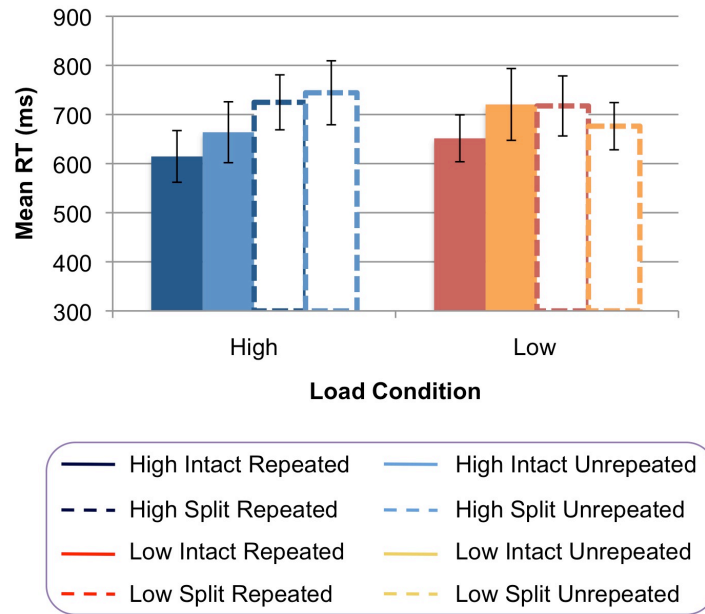 900
800
700
600
500
400
300
Mean RT (ms)
High Low
Load Condition
High Intact Repeated High Intact Unrepeated
High Split Repeated High Split Unrepeated
Low Intact Repeated Low Intact Unrepeated
Low Split Repeated Low Split Unrepeated